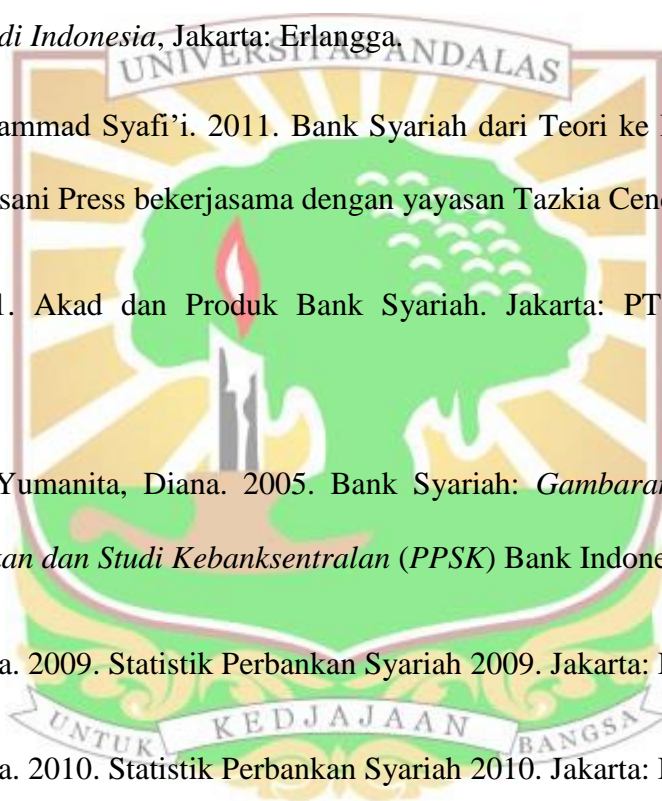 di Indonesia, Jakarta: Erlangga.
UNIVERSITAS ANDALAS
ammad Syafi’i. 2011. Bank Syariah dari Teori ke
sani Press bekerjasama dengan yayasan Tazkia Cen
1. Akad dan Produk Bank Syariah. Jakarta: PT
Yumanita, Diana. 2005. Bank Syariah: Gambaran
an dan Studi Kebanksentralan (PPSK) Bank Indone
a. 2009. Statistik Perbankan Syariah 2009. Jakarta:
UNTUK KEDJAJAAN BANGSA
a. 2010. Statistik Perbankan Syariah 2010. Jakarta: